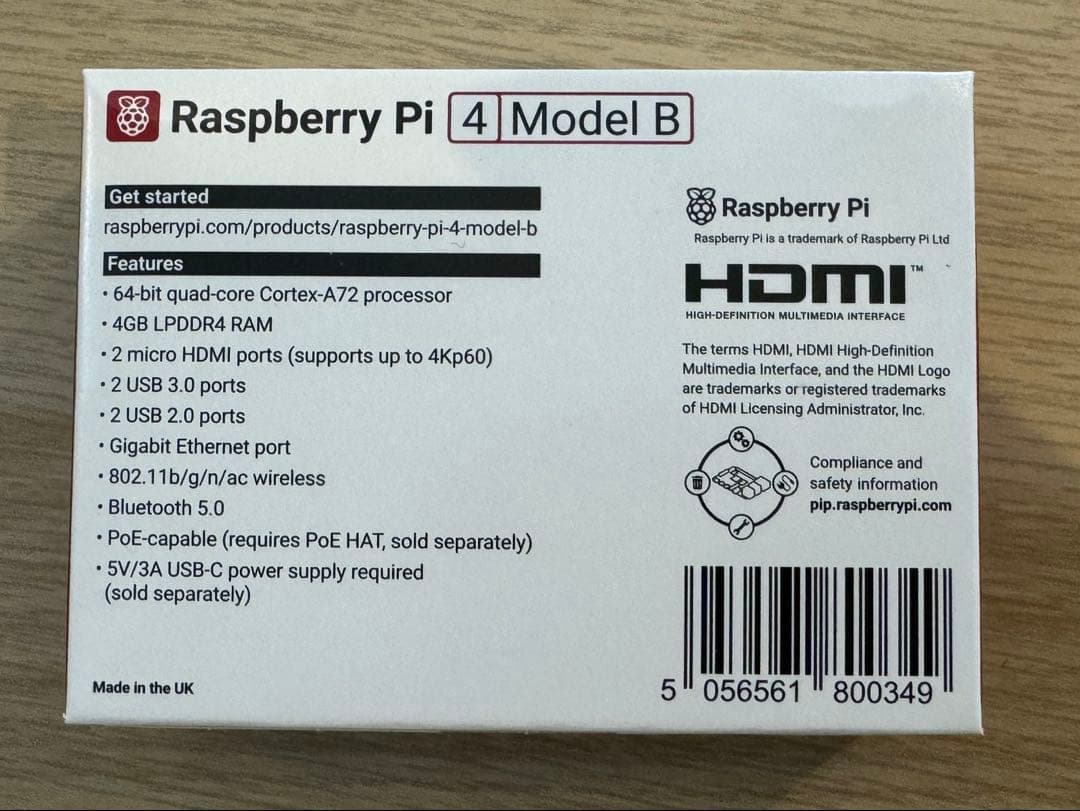 Raspberry Pi 4 Model B
Get started
raspberrypi.com/products/raspberry-pi-4-model-b
Features
• 64-bit quad-core Cortex-A72 processor
• 4GB LPDDR4 RAM
• 2 micro HDMI ports (supports up to 4Kp60)
• 2 USB 3.0 ports
• 2 USB 2.0 ports
• Gigabit Ethernet port
• 802.11b/g/n/ac wireless
• Bluetooth 5.0
• PoE-capable (requires PoE HAT, sold separately)
• 5V/3A USB-C power supply required
(sold separately)
Made in the UK
Raspberry Pi
Raspberry Pi is a trademark of Raspberry Pi Ltd
HDMI™
HIGH-DEFINITION MULTIMEDIA INTERFACE
The terms HDMI, HDMI High-Definition
Multimedia Interface, and the HDMI Logo
are trademarks or registered trademarks
of HDMI Licensing Administrator, Inc.
Compliance and
safety information
pip.raspberrypi.com
5 056561 800349